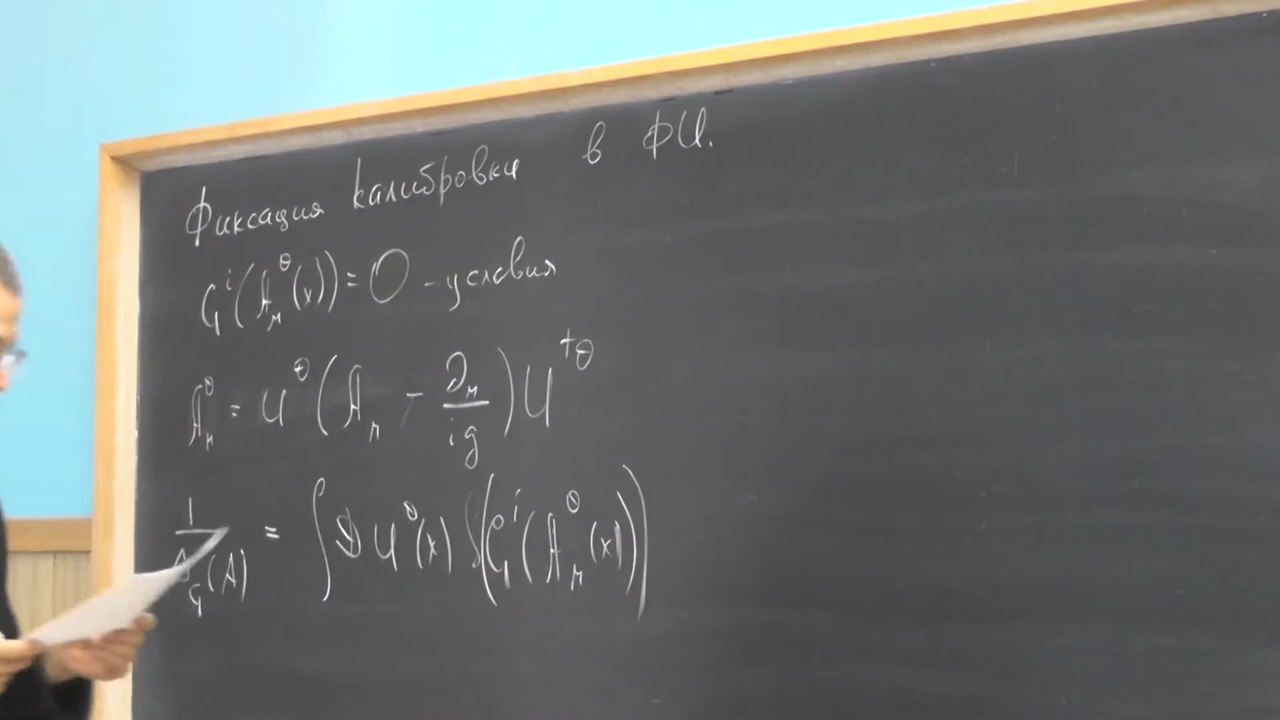 Фиксация калибровки в ФИ.
G^i(A_μ^θ(x)) = 0 - условия
A_μ^θ = U^θ(A_μ - ∂_μ/ig)U^{+θ}
1/Δ_G(A) = ∫ 𝒟U^θ(x) δ(G^i(A_μ^θ(x)))